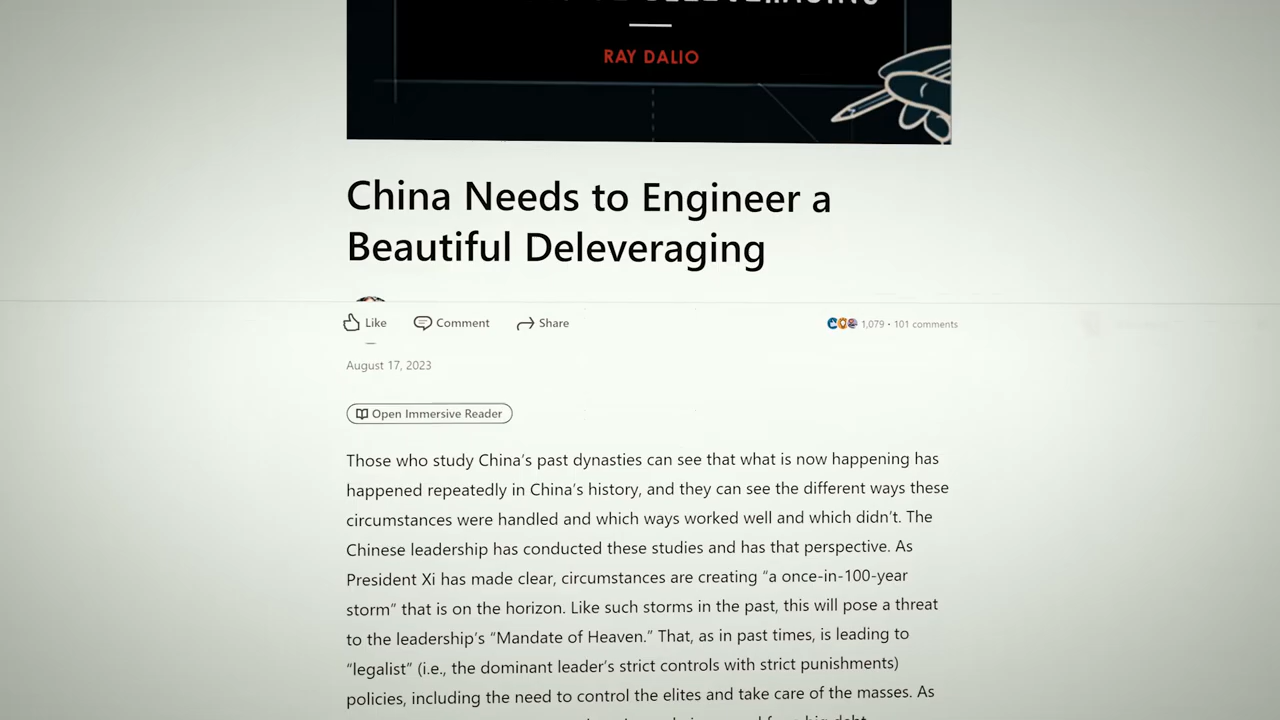 DELEVERAGING
RAY DALIO
China Needs to Engineer a
Beautiful Deleveraging
Like Comment Share 1,079 • 101 comments
August 17, 2023
Open Immersive Reader
Those who study China’s past dynasties can see that what is now happening has
happened repeatedly in China’s history, and they can see the different ways these
circumstances were handled and which ways worked well and which didn’t. The
Chinese leadership has conducted these studies and has that perspective. As
President Xi has made clear, circumstances are creating “a once-in-100-year
storm” that is on the horizon. Like such storms in the past, this will pose a threat
to the leadership’s “Mandate of Heaven.” That, as in past times, is leading to
“legalist” (i.e., the dominant leader’s strict controls with strict punishments)
policies, including the need to control the elites and take care of the masses. As